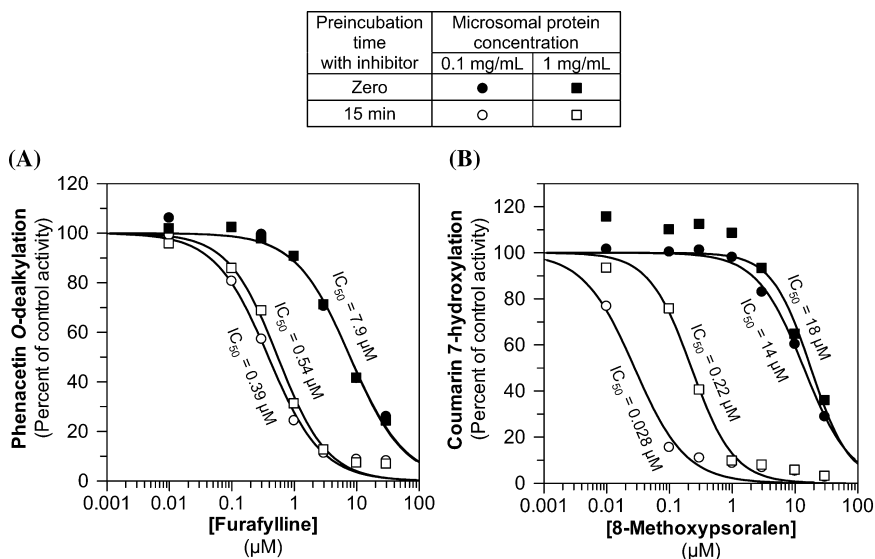 Preincubation time with inhibitor
Microsomal protein concentration
0.1 mg/mL
1 mg/mL
Zero
15 min
(A)
Phenacetin O-dealkylation
(Percent of control activity)
120
100
80
60
40
20
0
IC50 = 0.39 µM
IC50 = 0.54 µM
IC50 = 7.9 µM
0.001
0.01
0.1
1
10
100
[Furafylline]
(µM)
(B)
Coumarin 7-hydroxylation
(Percent of control activity)
120
100
80
60
40
20
0
IC50 = 0.028 µM
IC50 = 0.22 µM
IC50 = 14 µM
IC50 = 18 µM
0.001
0.01
0.1
1
10
100
[8-Methoxypsoralen]
(µM)